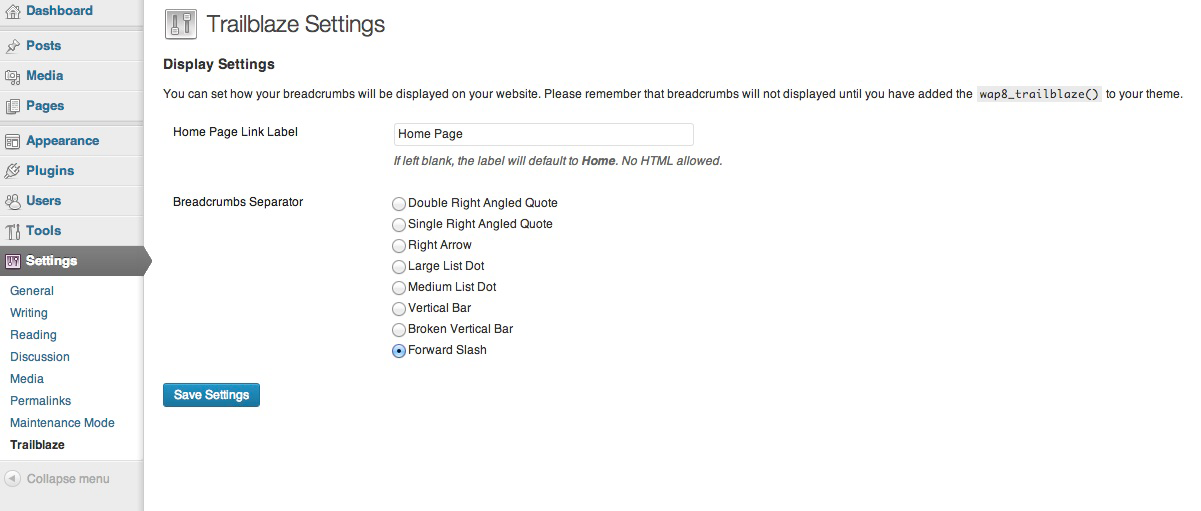 Dashboard
Posts
Media
Pages
Appearance
Plugins
Users
Tools
Settings
General
Writing
Reading
Discussion
Media
Permalinks
Maintenance Mode
Trailblaze
Collapse menu
Trailblaze Settings
Display Settings
You can set how your breadcrumbs will be displayed on your website. Please remember that breadcrumbs will not displayed until you have added the wap8_trailblaze() to your theme.
Home Page Link Label
Home Page
If left blank, the label will default to Home. No HTML allowed.
Breadcrumbs Separator
Double Right Angled Quote
Single Right Angled Quote
Right Arrow
Large List Dot
Medium List Dot
Vertical Bar
Broken Vertical Bar
Forward Slash
Save Settings